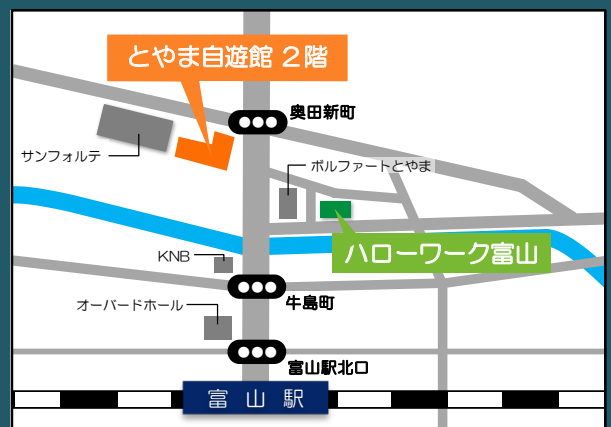 とやま自遊館 2階
奥田新町
サンフォルテ
ボルファートとやま
ハローワーク富山
KNB
牛島町
オーバードホール
富山駅北口
富山駅